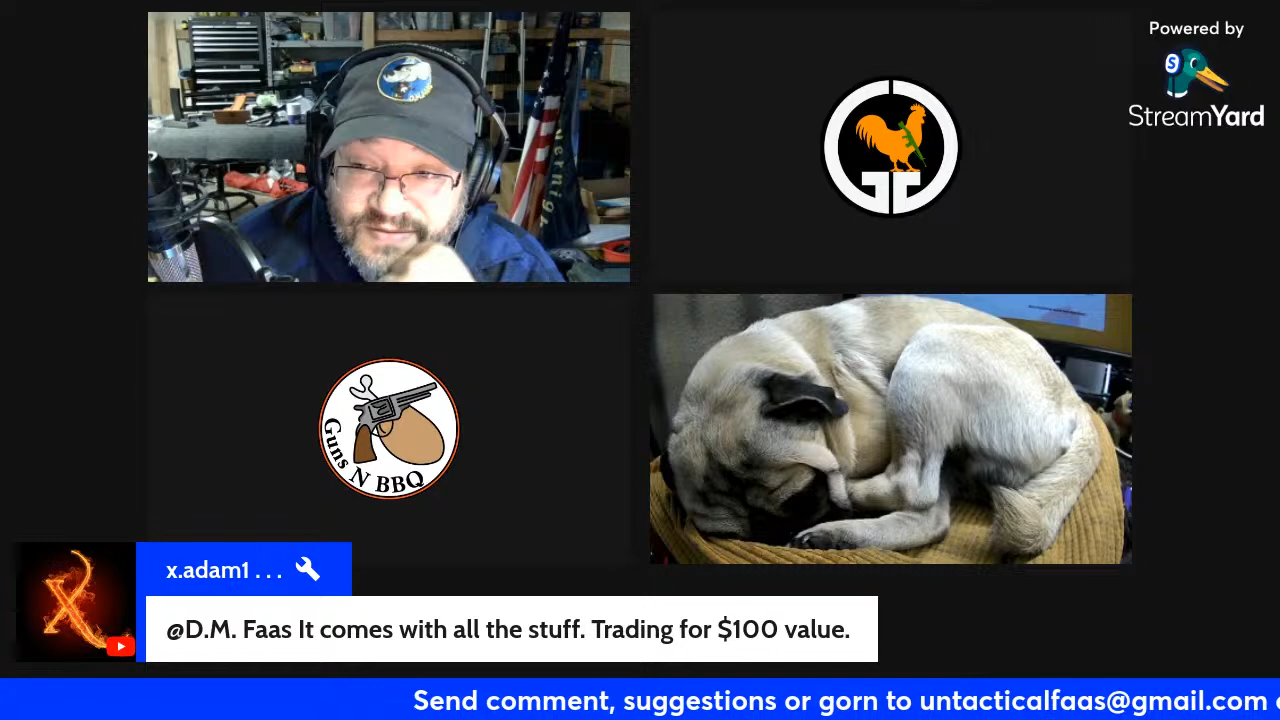 Powered by
S
StreamYard
GG
Guns N BBQ
X
x.adam1 . . .
@D.M. Faas It comes with all the stuff. Trading for $100 value.
Send comment, suggestions or gorn to untacticalfaas@gmail.com